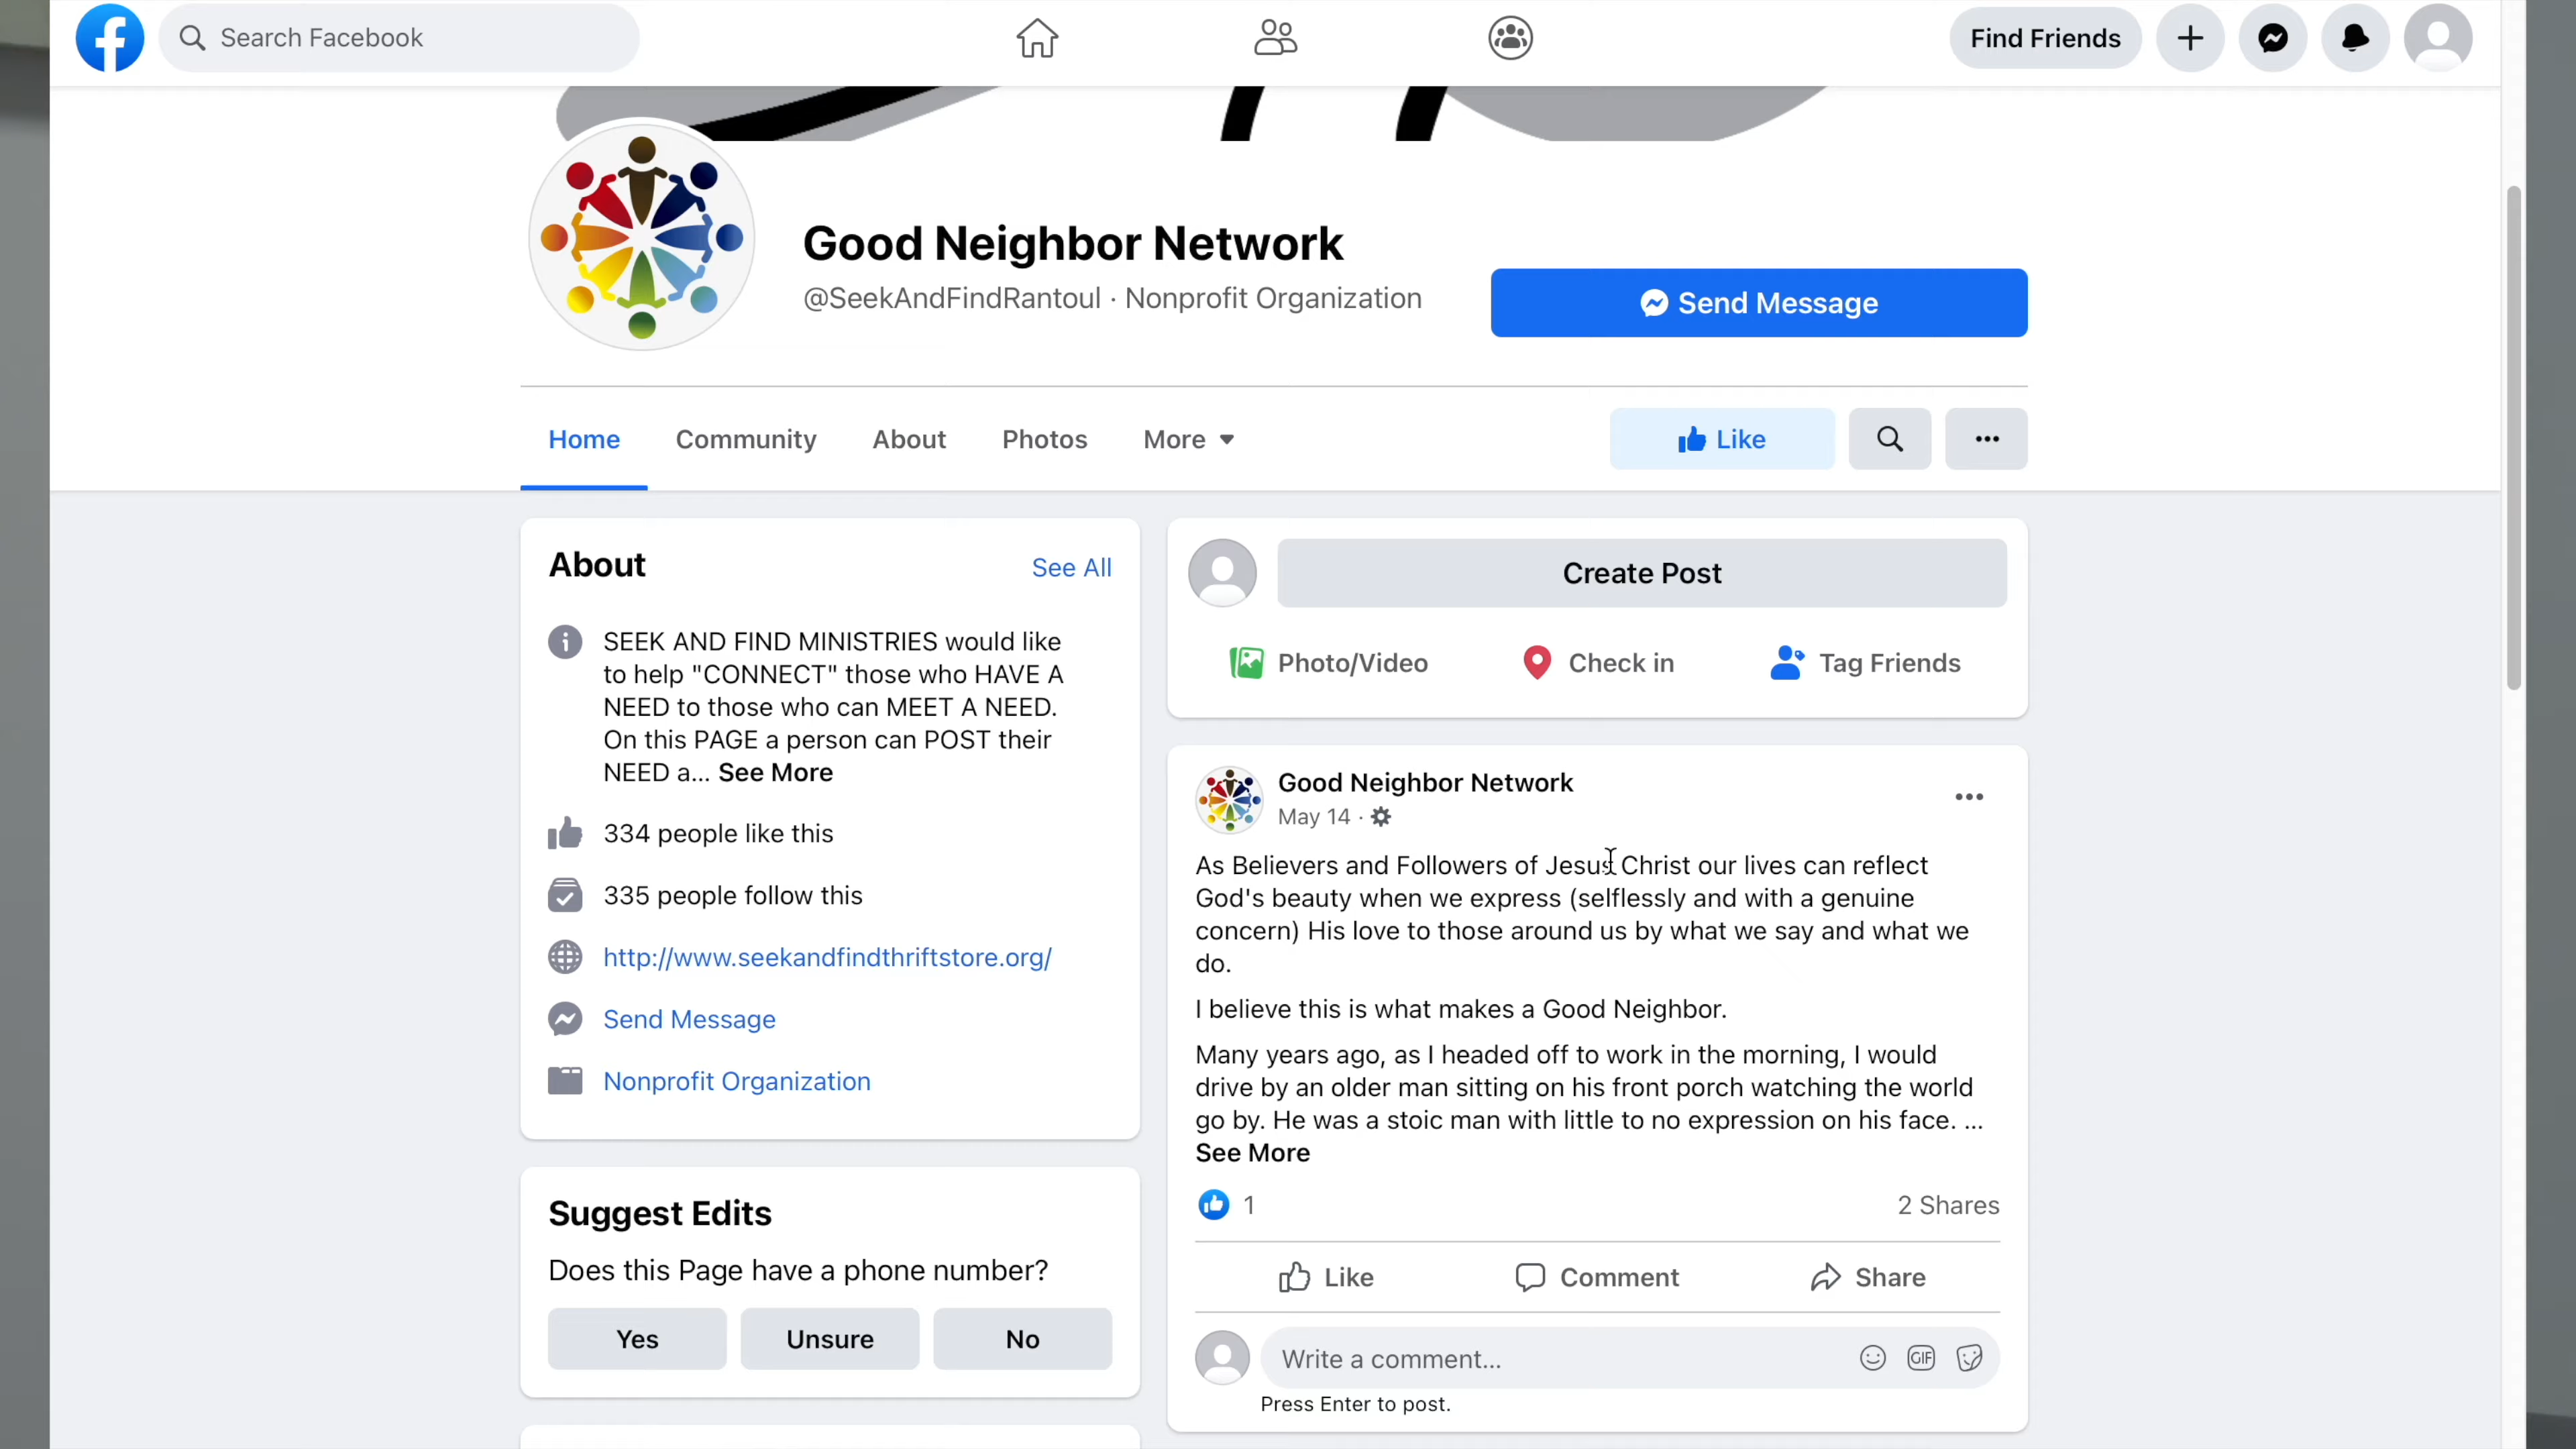 Search Facebook
Find Friends
Good Neighbor Network
@SeekAndFindRantoul · Nonprofit Organization
Send Message
Home
Community
About
Photos
More
Like
About
See All
SEEK AND FIND MINISTRIES would like
to help "CONNECT" those who HAVE A
NEED to those who can MEET A NEED.
On this PAGE a person can POST their
NEED a... See More
334 people like this
335 people follow this
http://www.seekandfindthriftstore.org/
Send Message
Nonprofit Organization
Suggest Edits
Does this Page have a phone number?
Yes
Unsure
No
Create Post
Photo/Video
Check in
Tag Friends
Good Neighbor Network
May 14 ·
As Believers and Followers of Jesus Christ our lives can reflect
God's beauty when we express (selflessly and with a genuine
concern) His love to those around us by what we say and what we
do.
I believe this is what makes a Good Neighbor.
Many years ago, as I headed off to work in the morning, I would
drive by an older man sitting on his front porch watching the world
go by. He was a stoic man with little to no expression on his face. ...
See More
1
2 Shares
Like
Comment
Share
Write a comment...
GIF
Press Enter to post.